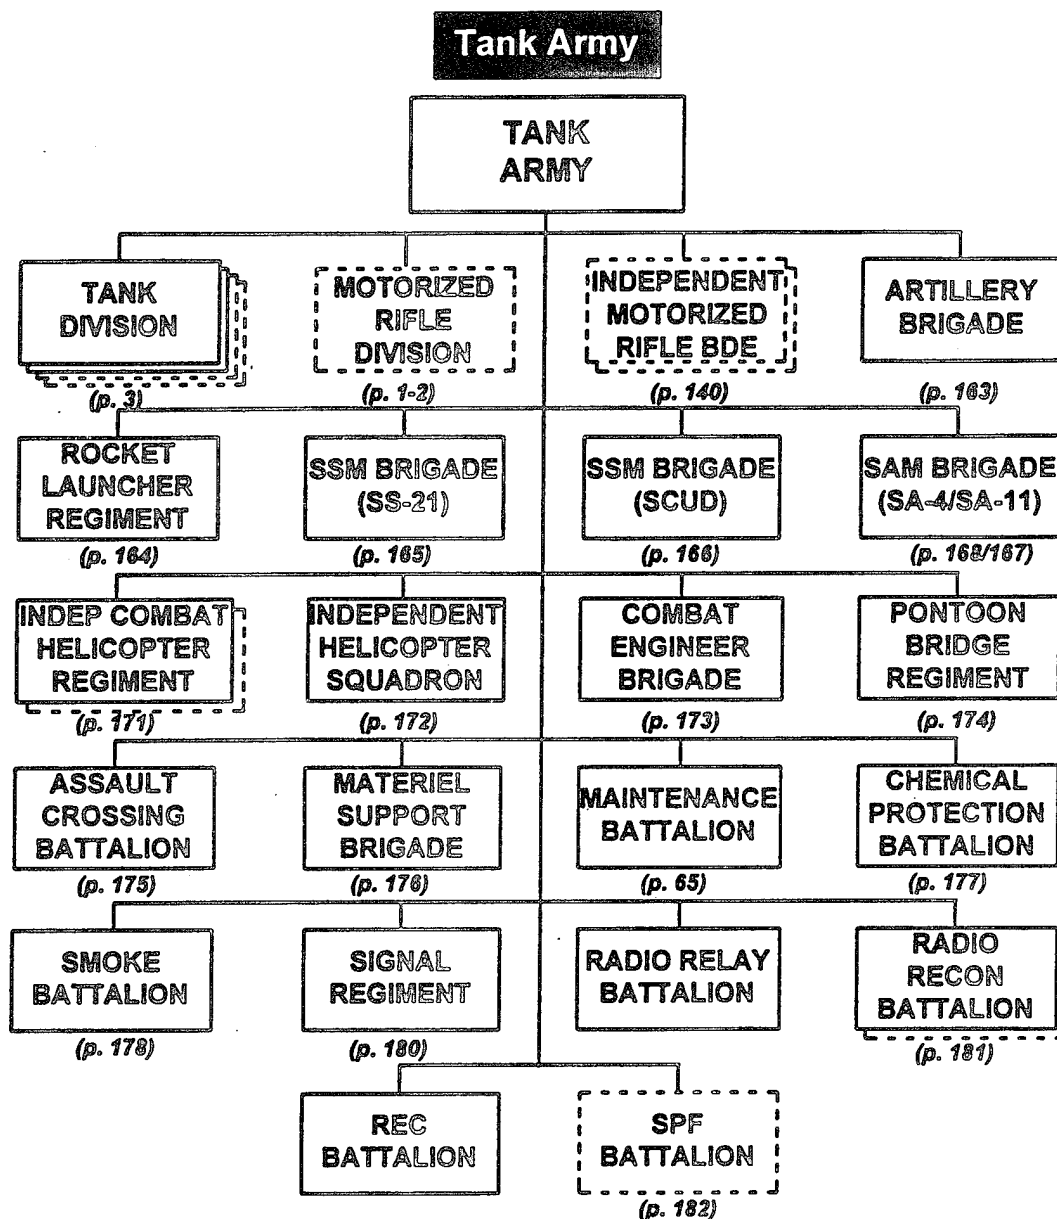 Tank Army
TANK
ARMY
TANK
DIVISION
(p. 3)
MOTORIZED
RIFLE
DIVISION
(p. 1-2)
INDEPENDENT
MOTORIZED
RIFLE BDE
(p. 140)
ARTILLERY
BRIGADE
(p. 163)
ROCKET
LAUNCHER
REGIMENT
(p. 164)
SSM BRIGADE
(SS-21)
(p. 165)
SSM BRIGADE
(SCUD)
(p. 166)
SAM BRIGADE
(SA-4/SA-11)
(p. 168/167)
INDEP COMBAT
HELICOPTER
REGIMENT
(p. 171)
INDEPENDENT
HELICOPTER
SQUADRON
(p. 172)
COMBAT
ENGINEER
BRIGADE
(p. 173)
PONTOON
BRIDGE
REGIMENT
(p. 174)
ASSAULT
CROSSING
BATTALION
(p. 175)
MATERIEL
SUPPORT
BRIGADE
(p. 176)
MAINTENANCE
BATTALION
(p. 65)
CHEMICAL
PROTECTION
BATTALION
(p. 177)
SMOKE
BATTALION
(p. 178)
SIGNAL
REGIMENT
(p. 180)
RADIO RELAY
BATTALION
RADIO
RECON
BATTALION
(p. 181)
REC
BATTALION
SPF
BATTALION
(p. 182)